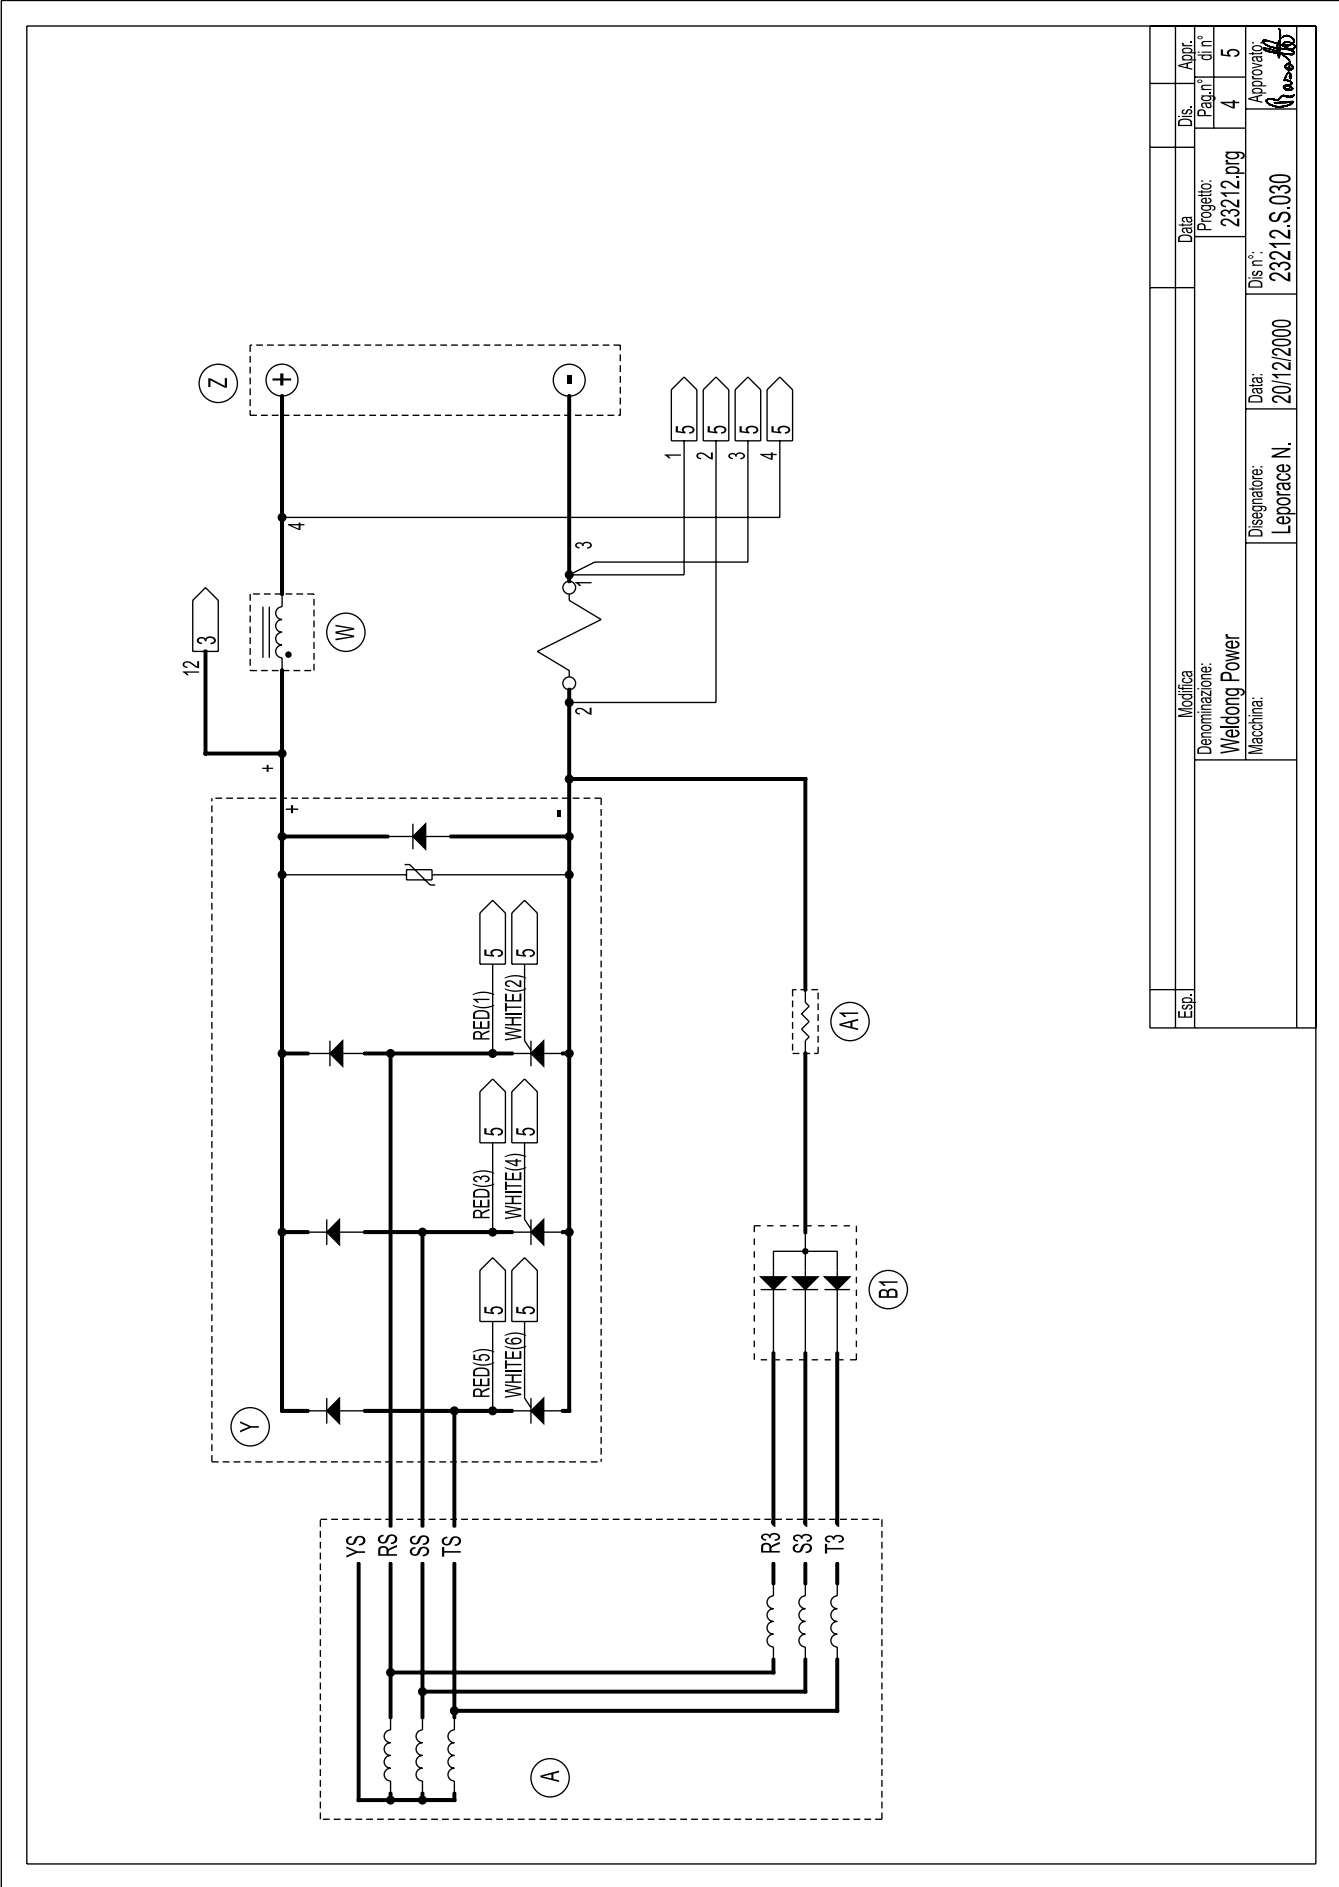 Z
+
-
12
3
4
W
1
3
2
1
5
2
5
3
5
4
5
+
+
-
Y
RED(1)
5
WHITE(2)
5
RED(3)
5
WHITE(4)
5
RED(5)
5
WHITE(6)
5
A1
B1
YS
RS
SS
TS
R3
S3
T3
A
Esp.
Modifica
Data
Dis.
Appr.
Denominazione:
Weldong Power
Progetto:
23212.prg
Pag.n°
4
di n°
5
Macchina:
Disegnatore:
Leporace N.
Data:
20/12/2000
Dis n°:
23212.S.030
Approvato: